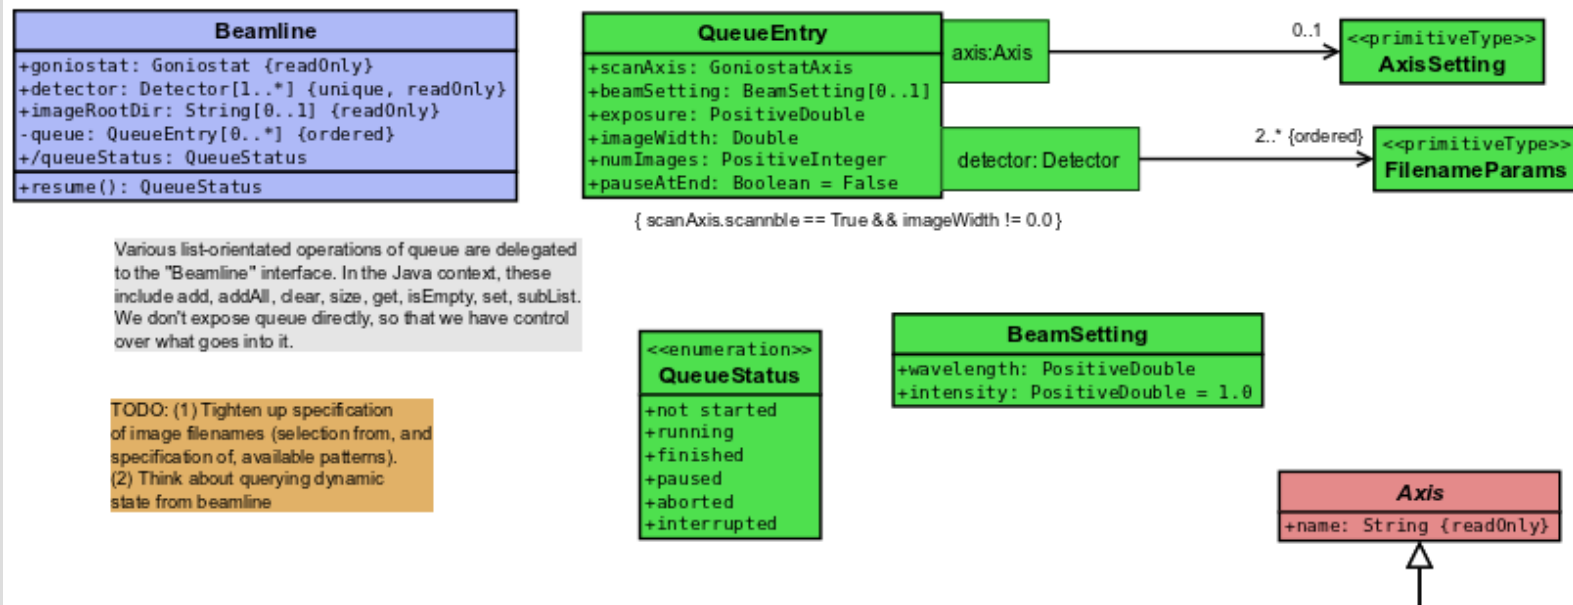 Beamline
+goniostat: Goniostat {readOnly}
+detector: Detector[1..*] {unique, readOnly}
+imageRootDir: String[0..1] {readOnly}
-queue: QueueEntry[0..*] {ordered}
+/queueStatus: QueueStatus
+resume(): QueueStatus
QueueEntry
+scanAxis: GoniostatAxis
+beamSetting: BeamSetting[0..1]
+exposure: PositiveDouble
+imageWidth: Double
+numImages: PositiveInteger
+pauseAtEnd: Boolean = False
axis:Axis
0..1
<<primitiveType>>
AxisSetting
detector: Detector
2..* {ordered}
<<primitiveType>>
FilenameParams
{ scanAxis.scannble == True && imageWidth != 0.0 }
Various list-orientated operations of queue are delegated
to the "Beamline" interface. In the Java context, these
include add, addAll, clear, size, get, isEmpty, set, subList.
We don't expose queue directly, so that we have control
over what goes into it.
<<enumeration>>
QueueStatus
+not started
+running
+finished
+paused
+aborted
+interrupted
BeamSetting
+wavelength: PositiveDouble
+intensity: PositiveDouble = 1.0
TODO: (1) Tighten up specification
of image filenames (selection from, and
specification of, available patterns).
(2) Think about querying dynamic
state from beamline
Axis
+name: String {readOnly}